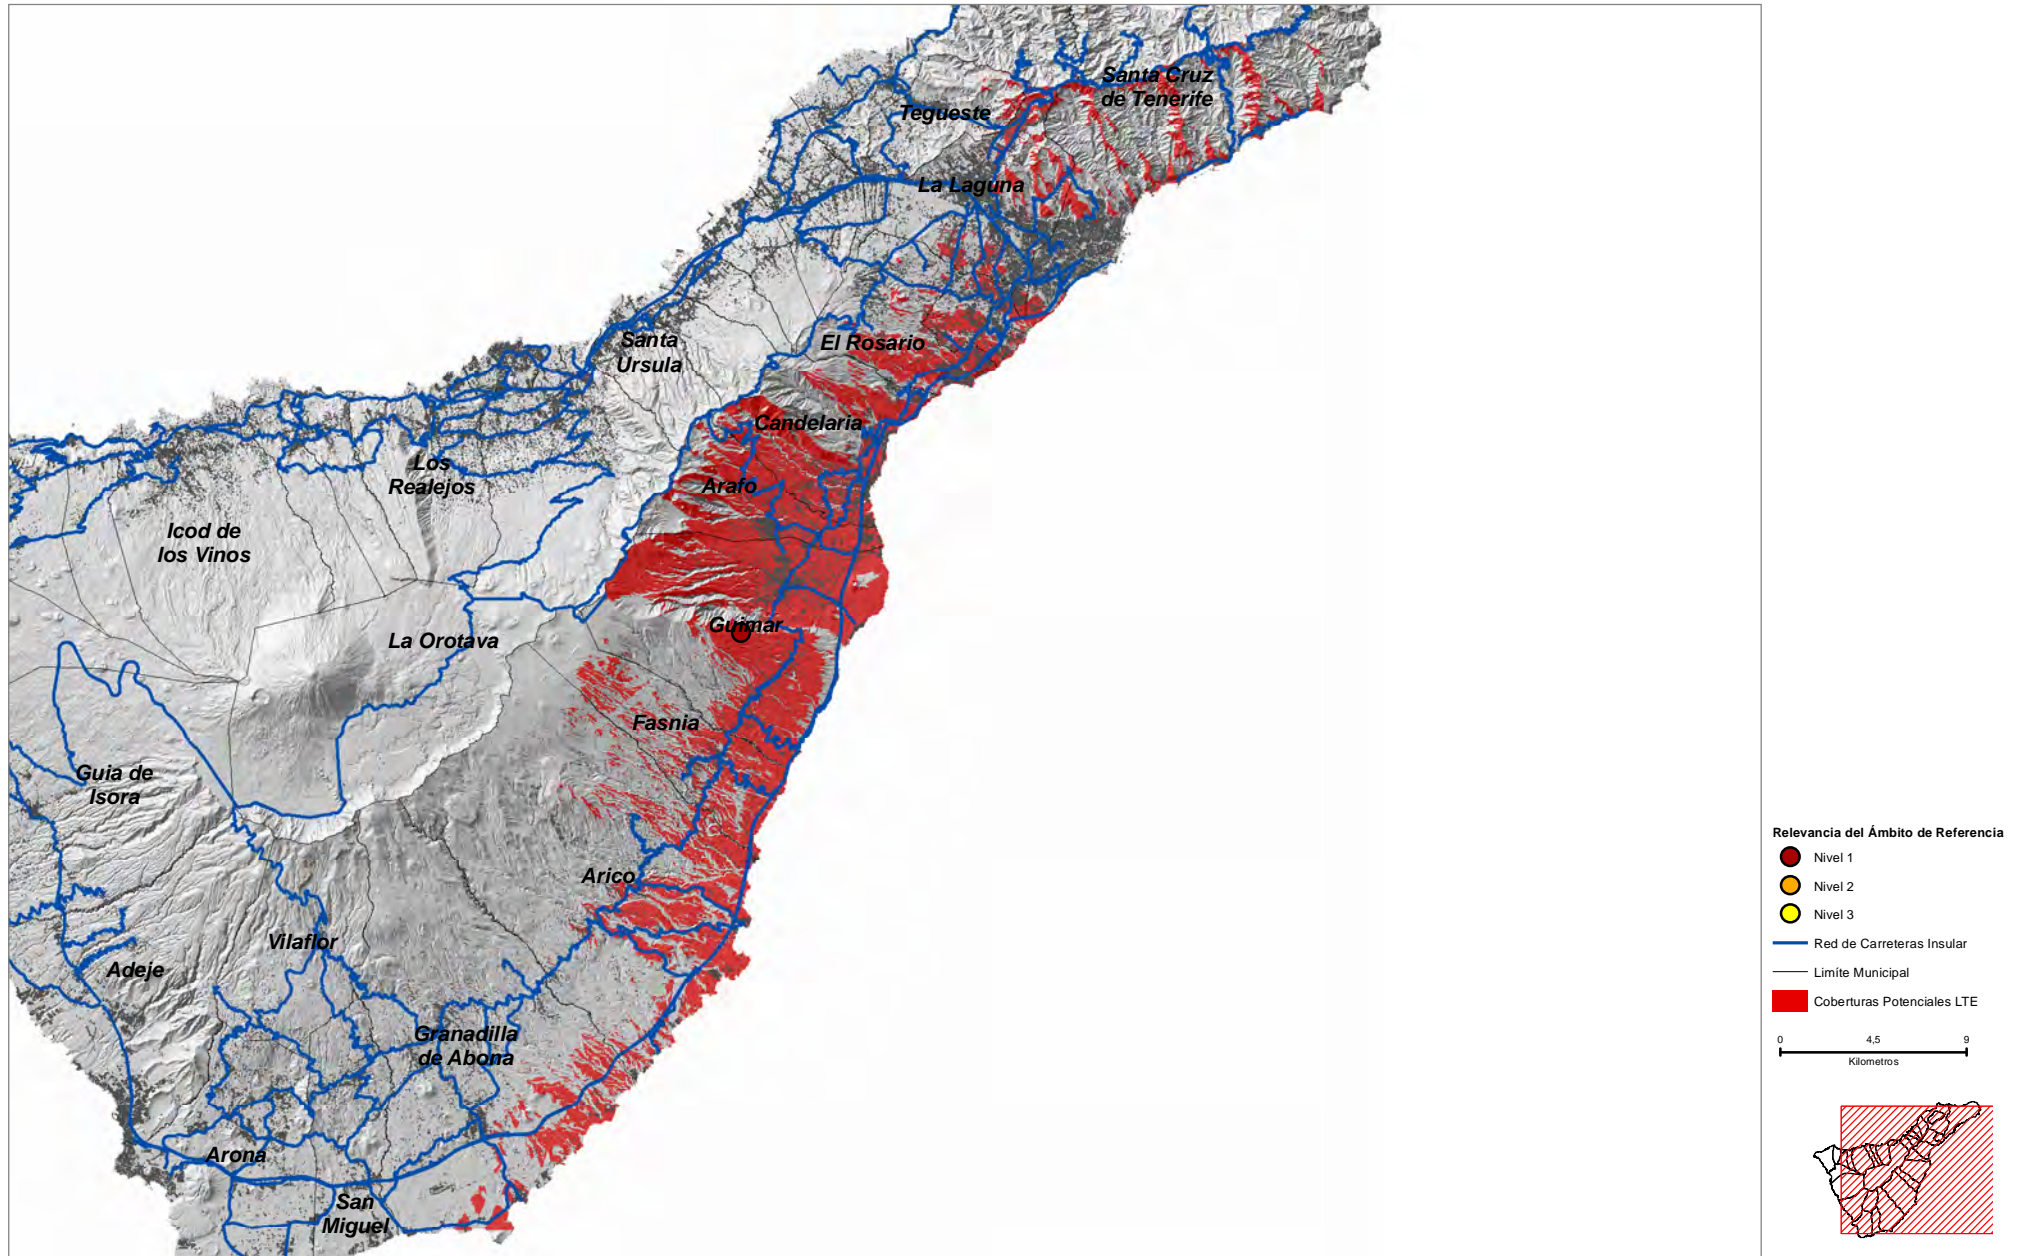 Santa Cruz
de Tenerife
Tegueste
La Laguna
Santa
Ursula
El Rosario
Candelaria
Los
Realejos
Arafo
Icod de
los Vinos
Guimar
La Orotava
Fasnia
Guia de
Isora
Arico
Vilaflor
Adeje
Granadilla
de Abona
Arona
San
Miguel
Relevancia del Ámbito de Referencia
Nivel 1
Nivel 2
Nivel 3
Red de Carreteras Insular
Limíte Municipal
Coberturas Potenciales LTE
0 4,5 9
Kilometros